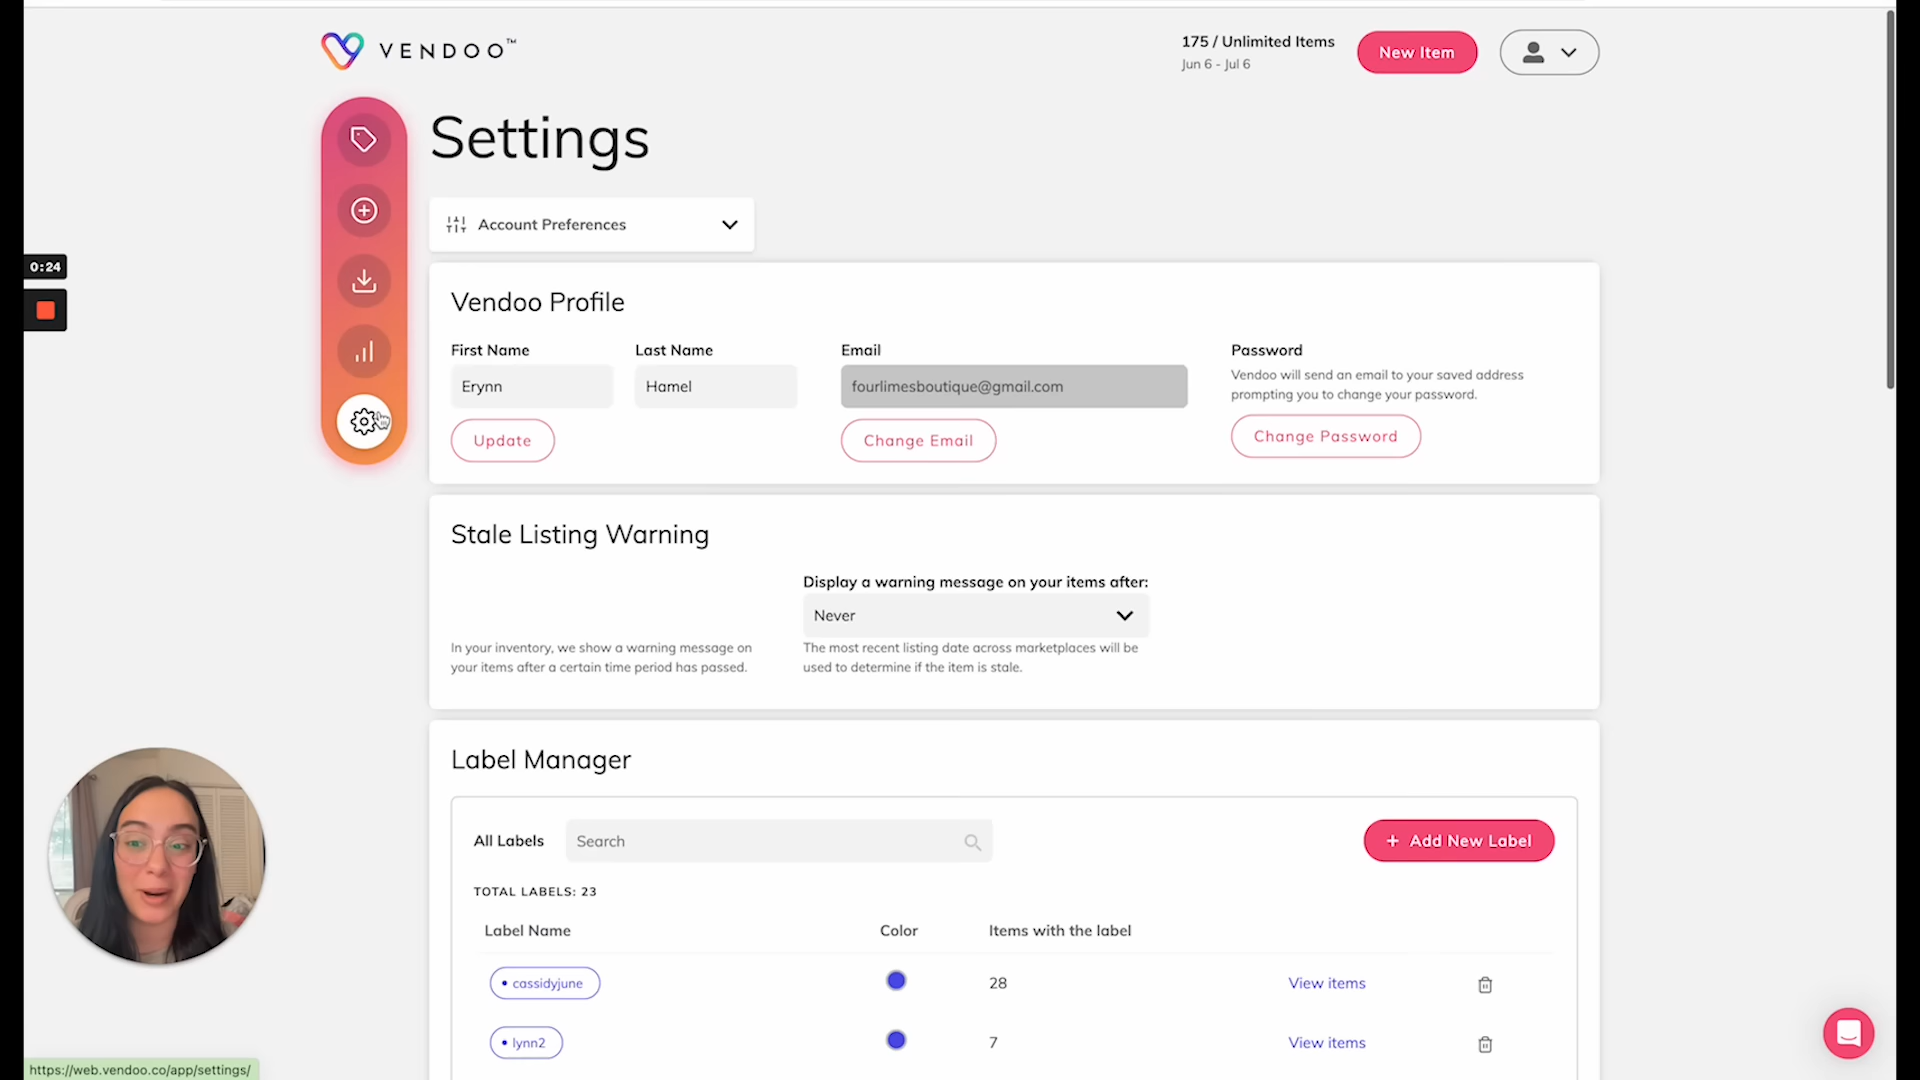 VENDOO™
175 / Unlimited Items
Jun 6 - Jul 6
New Item
Settings
Account Preferences
0:24
Vendoo Profile
First Name
Last Name
Email
Password
Vendoo will send an email to your saved address
prompting you to change your password.
Erynn
Hamel
fourlimesboutique@gmail.com
Update
Change Email
Change Password
Stale Listing Warning
Display a warning message on your items after:
Never
In your inventory, we show a warning message on
your items after a certain time period has passed.
The most recent listing date across marketplaces will be
used to determine if the item is stale.
Label Manager
All Labels
Search
+ Add New Label
TOTAL LABELS: 23
Label Name
Color
Items with the label
• cassidyjune
28
View items
• lynn2
7
View items
https://web.vendoo.co/app/settings/